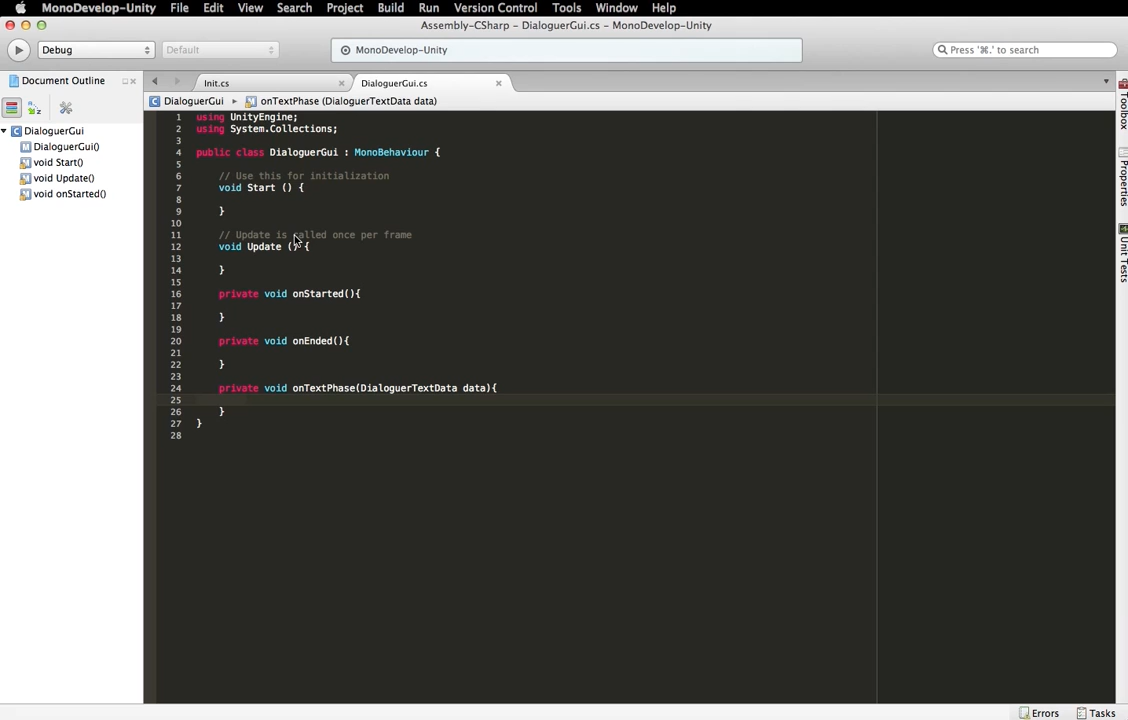 MonoDevelop-Unity File Edit View Search Project Build Run Version Control Tools Window Help
Assembly-CSharp – DialoguerGui.cs – MonoDevelop-Unity
Debug Default MonoDevelop-Unity Press '⌘.' to search
Document Outline
Init.cs DialoguerGui.cs
DialoguerGui onTextPhase (DialoguerTextData data)
DialoguerGui
DialoguerGui()
void Start()
void Update()
void onStarted()
1 using UnityEngine;
2 using System.Collections;
3
4 public class DialoguerGui : MonoBehaviour {
5
6 // Use this for initialization
7 void Start () {
8
9 }
10
11 // Update is called once per frame
12 void Update () {
13
14 }
15
16 private void onStarted(){
17
18 }
19
20 private void onEnded(){
21
22 }
23
24 private void onTextPhase(DialoguerTextData data){
25
26 }
27 }
28
Toolbox
Properties
Unit Tests
Errors Tasks